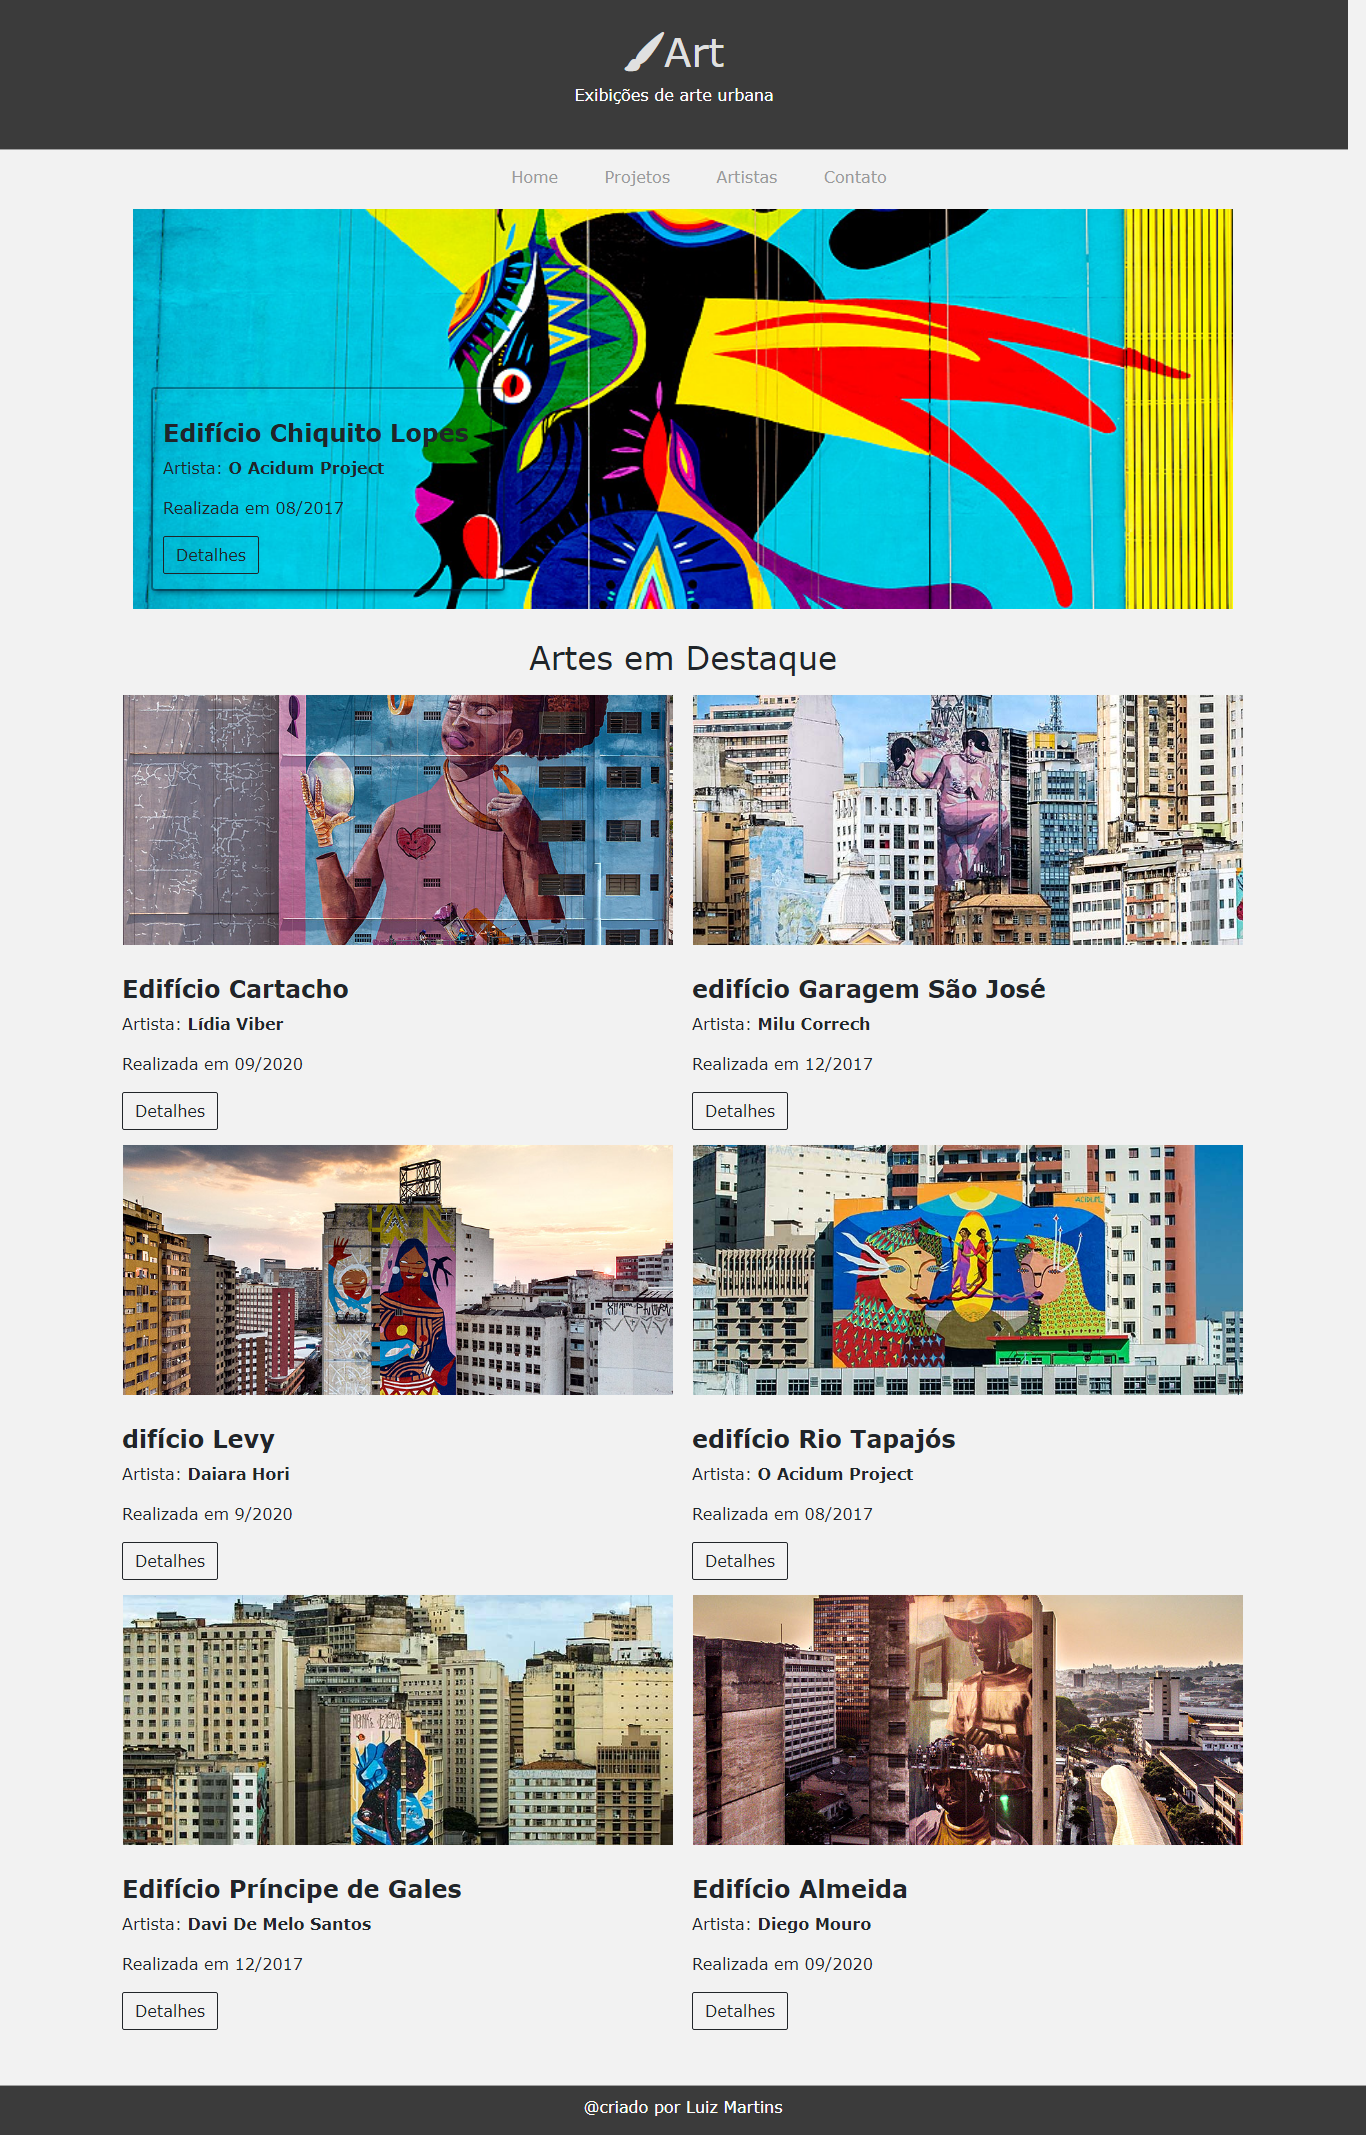 Art
Exibições de arte urbana
Home Projetos Artistas Contato
Edifício Chiquito Lopes
Artista: O Acidum Project
Realizada em 08/2017
Detalhes
Artes em Destaque
Edifício Cartacho
Artista: Lídia Viber
Realizada em 09/2020
Detalhes
edifício Garagem São José
Artista: Milu Correch
Realizada em 12/2017
Detalhes
ACIDUM
difício Levy
Artista: Daiara Hori
Realizada em 9/2020
Detalhes
edifício Rio Tapajós
Artista: O Acidum Project
Realizada em 08/2017
Detalhes
Edifício Príncipe de Gales
Artista: Davi De Melo Santos
Realizada em 12/2017
Detalhes
Edifício Almeida
Artista: Diego Mouro
Realizada em 09/2020
Detalhes
@criado por Luiz Martins